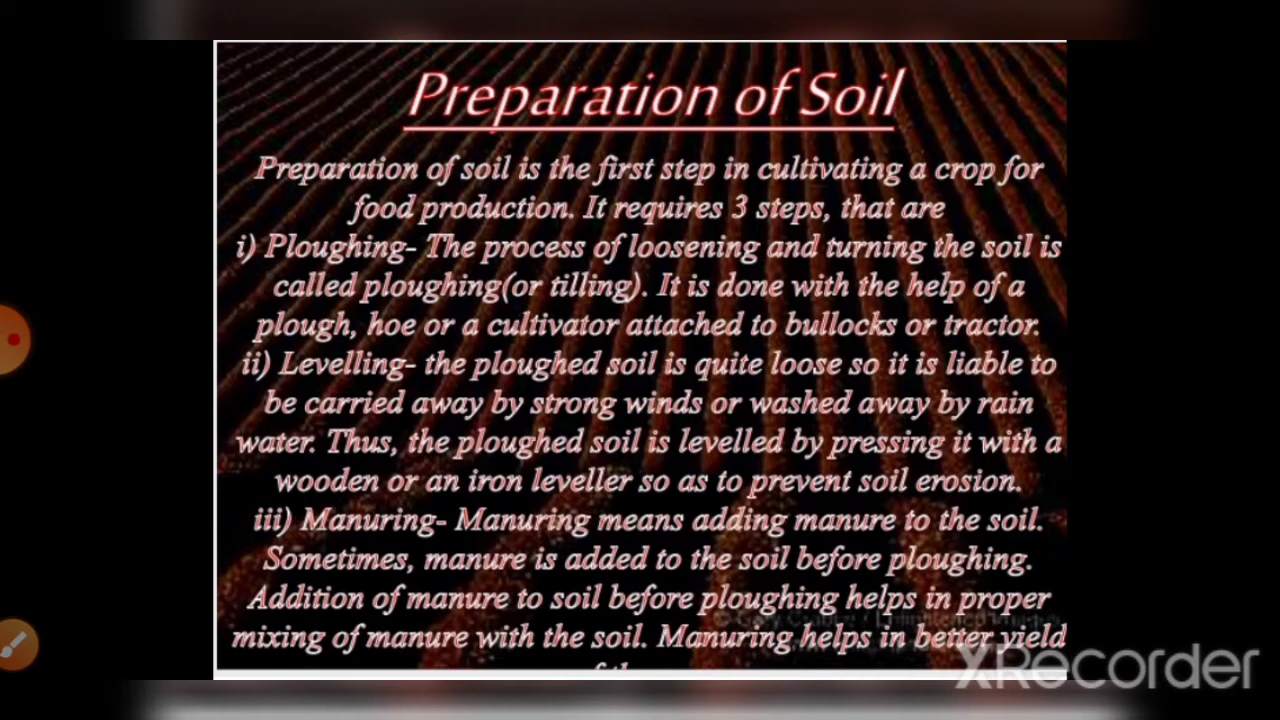 Preparation of Soil
Preparation of soil is the first step in cultivating a crop for
food production. It requires 3 steps, that are
i) Ploughing- The process of loosening and turning the soil is
called ploughing(or tilling). It is done with the help of a
plough, hoe or a cultivator attached to bullocks or tractor.
ii) Levelling- the ploughed soil is quite loose so it is liable to
be carried away by strong winds or washed away by rain
water. Thus, the ploughed soil is levelled by pressing it with a
wooden or an iron leveller so as to prevent soil erosion.
iii) Manuring- Manuring means adding manure to the soil.
Sometimes, manure is added to the soil before ploughing.
Addition of manure to soil before ploughing helps in proper
mixing of manure with the soil. Manuring helps in better yield
XRecorder